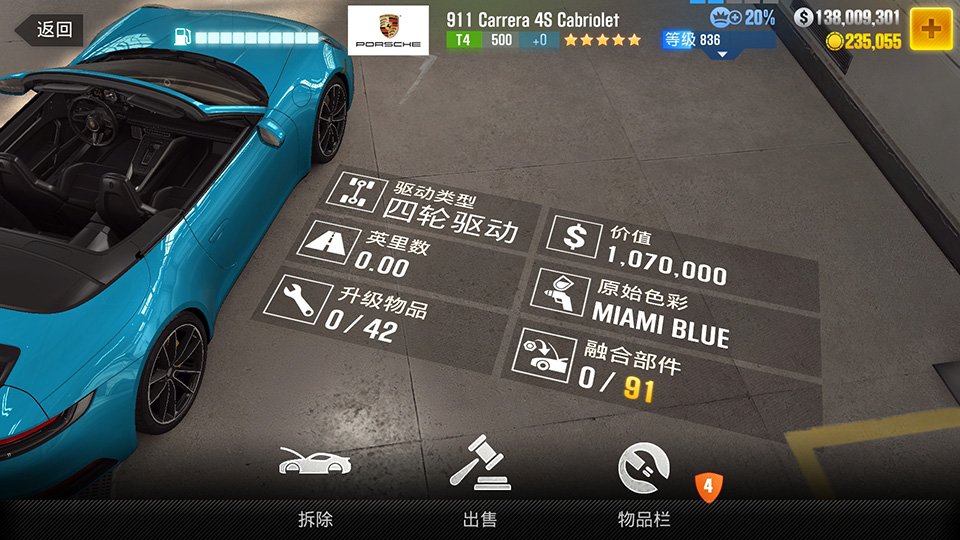 返回
PORSCHE
911 Carrera 4S Cabriolet
T4 500 +0
等级 836
20%
138,009,301
235,055
驱动类型
四轮驱动
英里数
0.00
升级物品
0/42
价值
1,070,000
原始色彩
MIAMI BLUE
融合部件
0/91
拆除
出售
物品栏
4